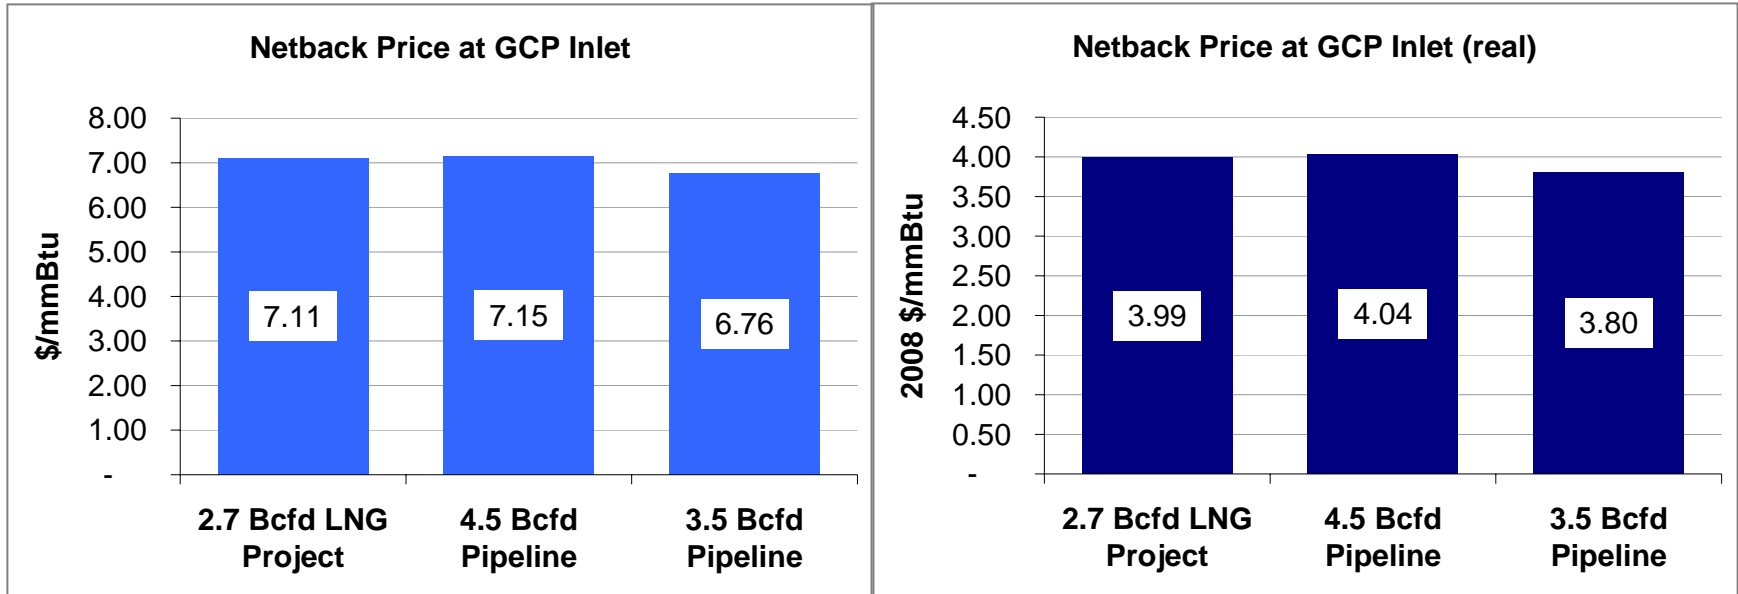 Netback Price at GCP Inlet
$/mmBtu
8.00
7.00
6.00
5.00
4.00
3.00
2.00
1.00
-
7.11
7.15
6.76
2.7 Bcfd LNG
Project
4.5 Bcfd
Pipeline
3.5 Bcfd
Pipeline
Netback Price at GCP Inlet (real)
2008 $/mmBtu
4.50
4.00
3.50
3.00
2.50
2.00
1.50
1.00
0.50
-
3.99
4.04
3.80
2.7 Bcfd LNG
Project
4.5 Bcfd
Pipeline
3.5 Bcfd
Pipeline